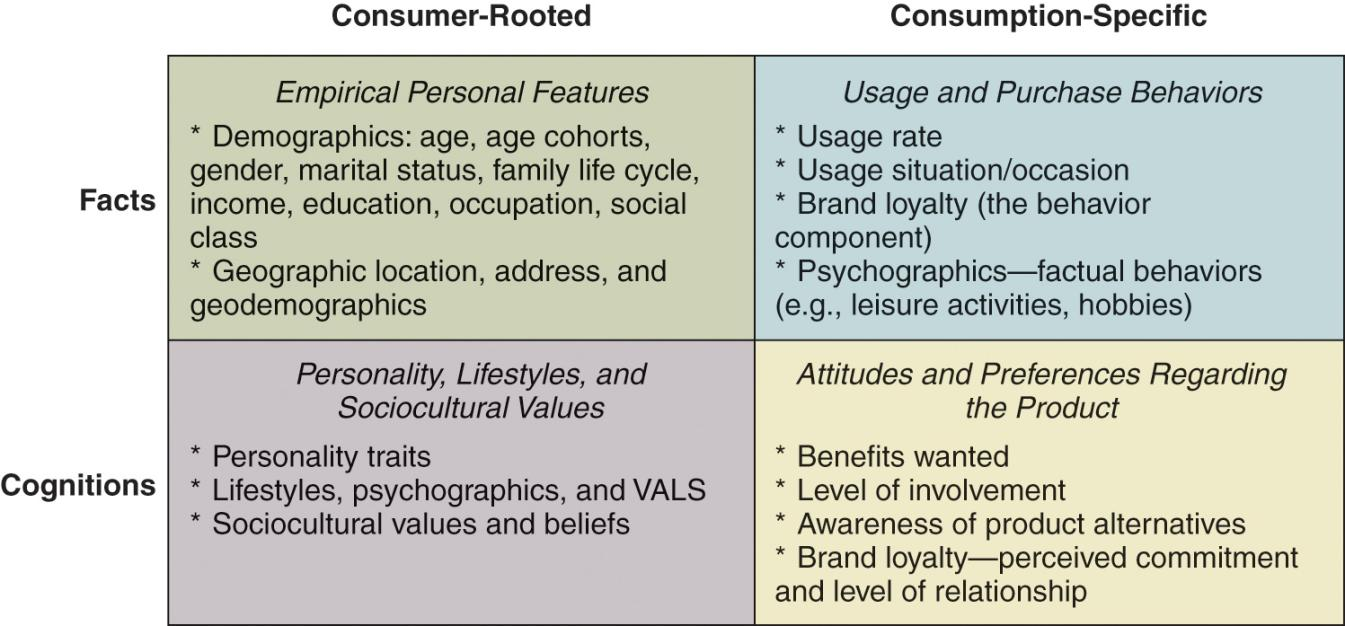 Consumer-Rooted
Consumption-Specific
Facts
Empirical Personal Features
* Demographics: age, age cohorts,
gender, marital status, family life cycle,
income, education, occupation, social
class
* Geographic location, address, and
geodemographics
Usage and Purchase Behaviors
* Usage rate
* Usage situation/occasion
* Brand loyalty (the behavior
component)
* Psychographics—factual behaviors
(e.g., leisure activities, hobbies)
Cognitions
Personality, Lifestyles, and
Sociocultural Values
* Personality traits
* Lifestyles, psychographics, and VALS
* Sociocultural values and beliefs
Attitudes and Preferences Regarding
the Product
* Benefits wanted
* Level of involvement
* Awareness of product alternatives
* Brand loyalty—perceived commitment
and level of relationship